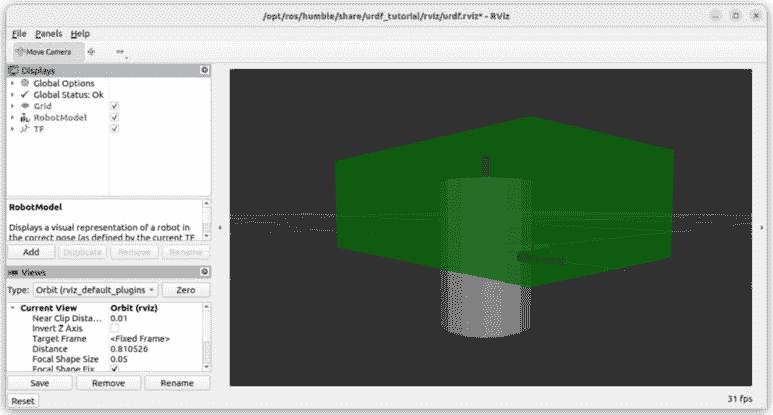 /opt/ros/humble/share/urdf_tutorial/rviz/urdf.rviz* - RViz
File Panels Help
Move Camera
Displays
Global Options
Global Status: Ok
Grid
RobotModel
TF
RobotModel
Displays a visual representation of a robot in
the correct pose (as defined by the current TF
Add Duplicate Remove Rename
Views
Type: Orbit (rviz_default_plugins Zero
Current View Orbit (rviz)
Near Clip Dista... 0.01
Invert Z Axis
Target Frame <Fixed Frame>
Distance 0.810526
Focal Shape Size 0.05
Focal Shape Fix...
Save Remove Rename
Reset
31 fps